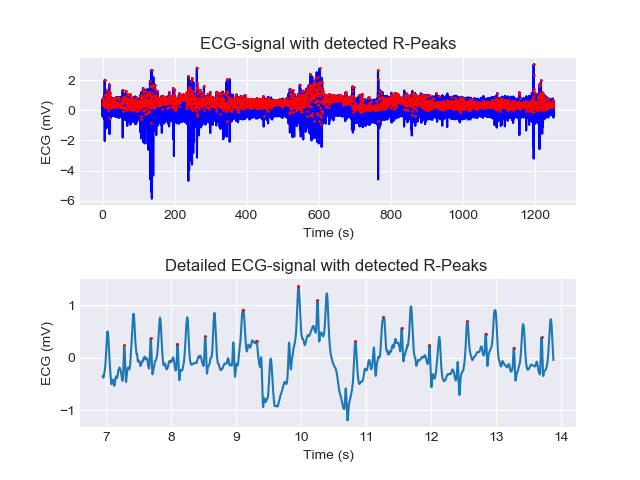 ECG-signal with detected R-Peaks
2
0
−2
−4
−6
ECG (mV)
0 200 400 600 800 1000 1200
Time (s)
Detailed ECG-signal with detected R-Peaks
1
0
−1
ECG (mV)
7 8 9 10 11 12 13 14
Time (s)